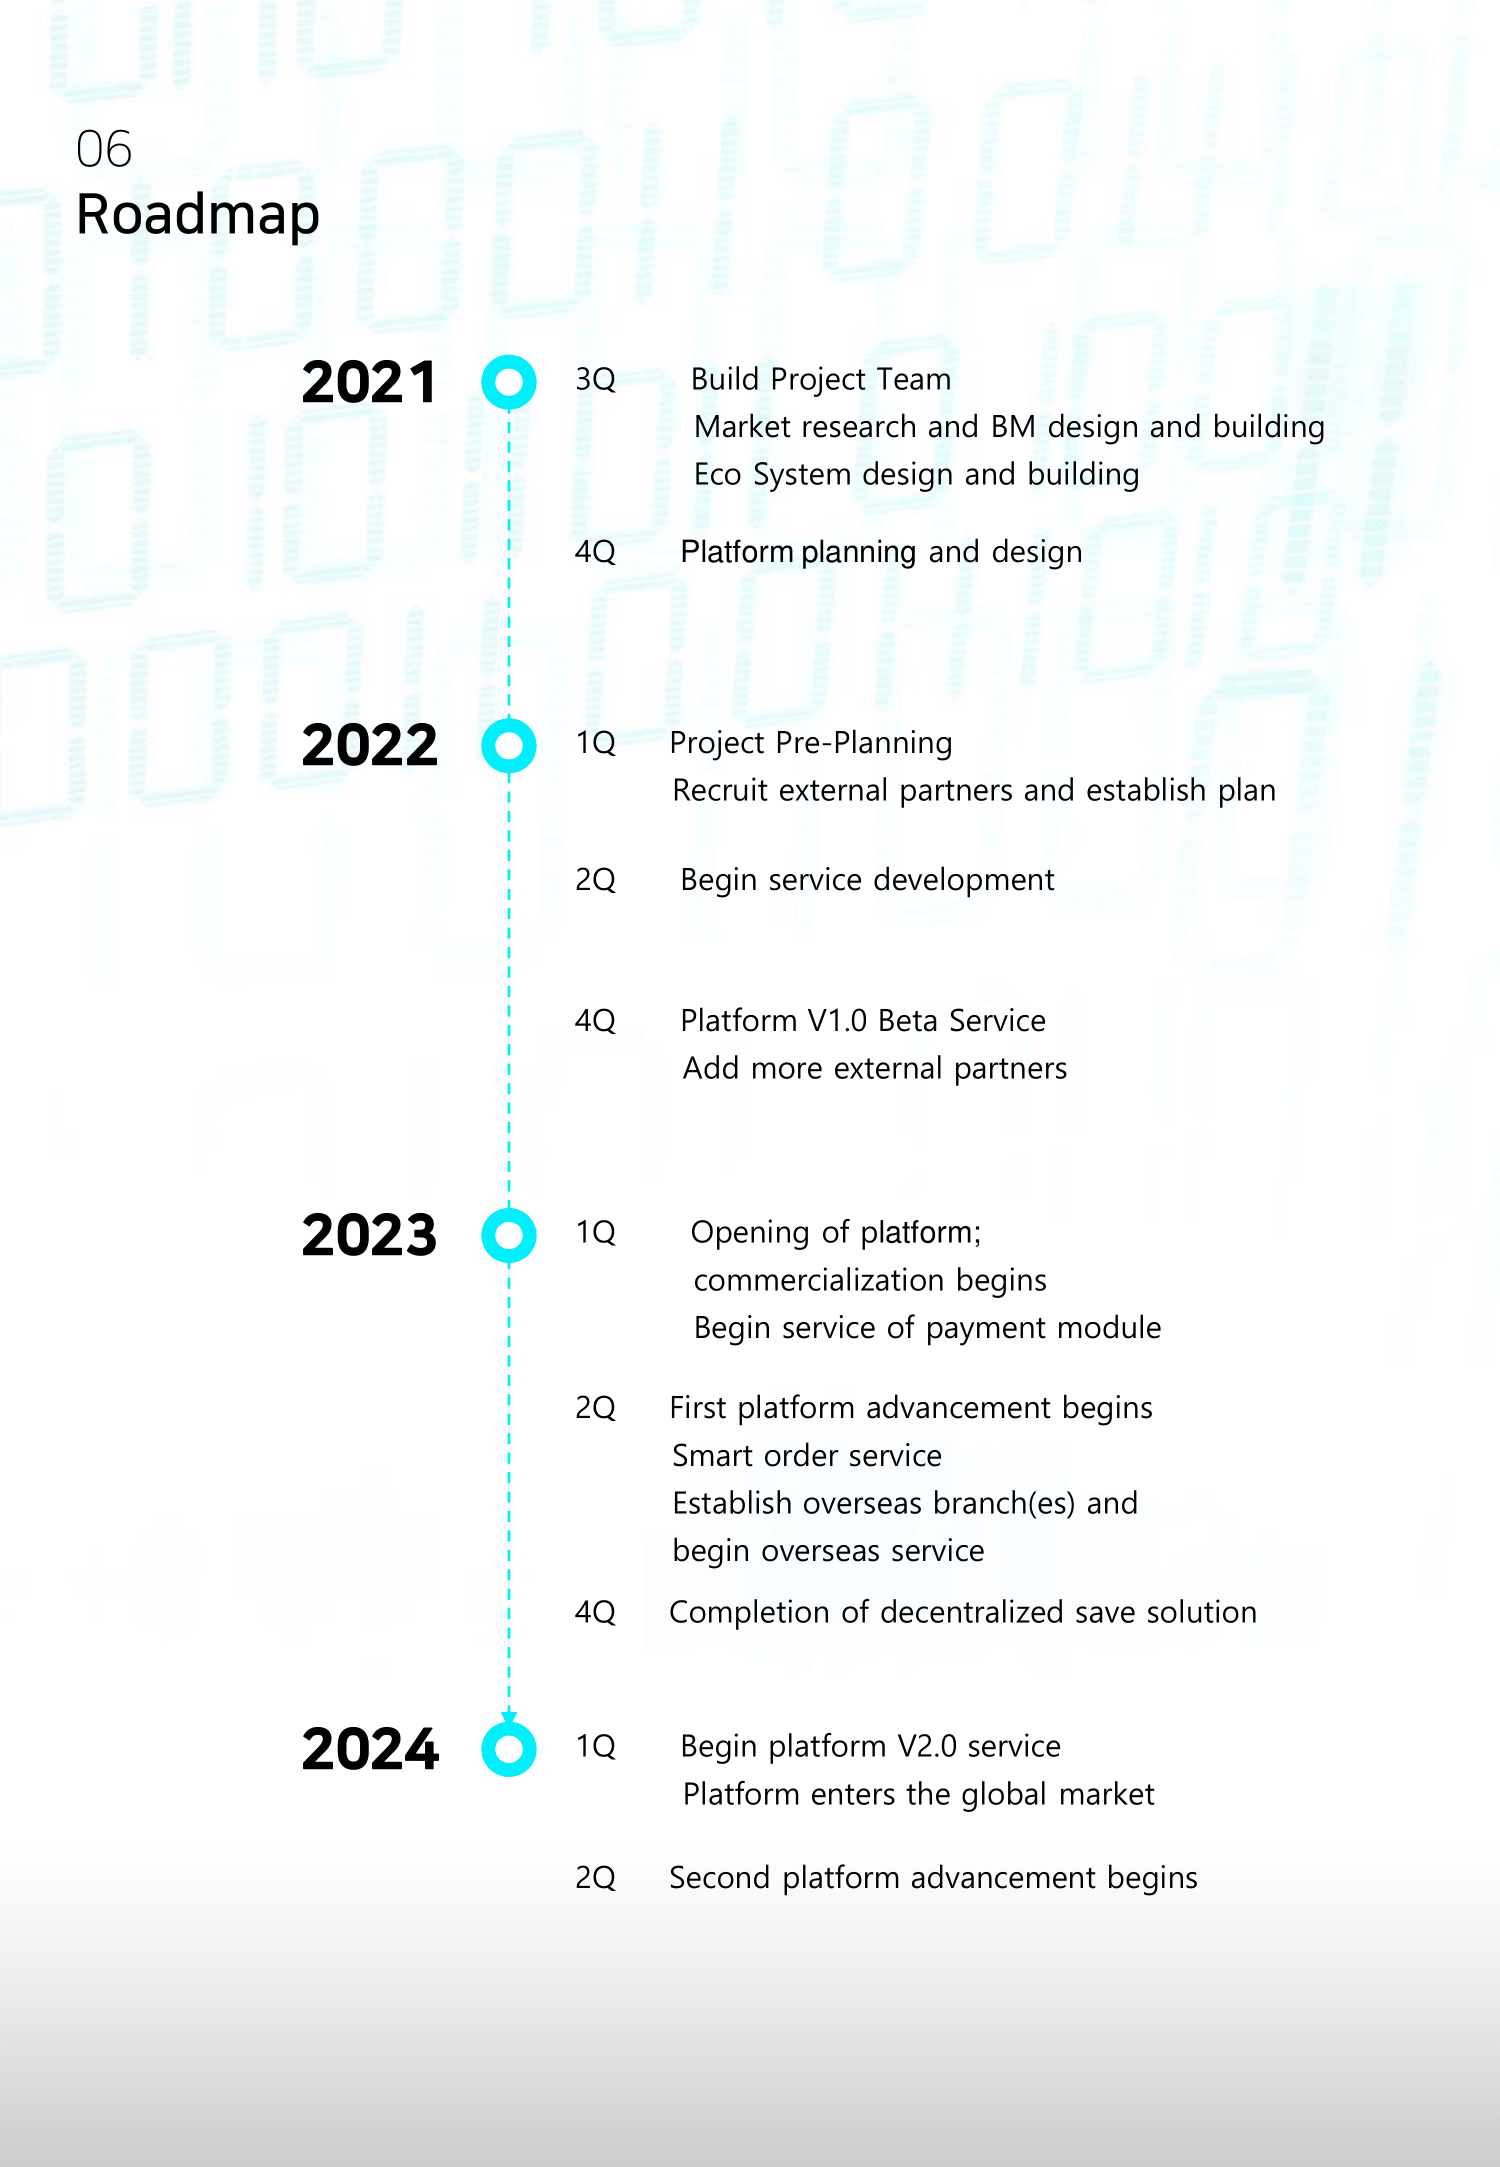 06
Roadmap
2021 3Q Build Project Team
Market research and BM design and building
Eco System design and building
4Q Platform planning and design
2022 1Q Project Pre-Planning
Recruit external partners and establish plan
2Q Begin service development
4Q Platform V1.0 Beta Service
Add more external partners
2023 1Q Opening of platform;
commercialization begins
Begin service of payment module
2Q First platform advancement begins
Smart order service
Establish overseas branch(es) and
begin overseas service
4Q Completion of decentralized save solution
2024 1Q Begin platform V2.0 service
Platform enters the global market
2Q Second platform advancement begins